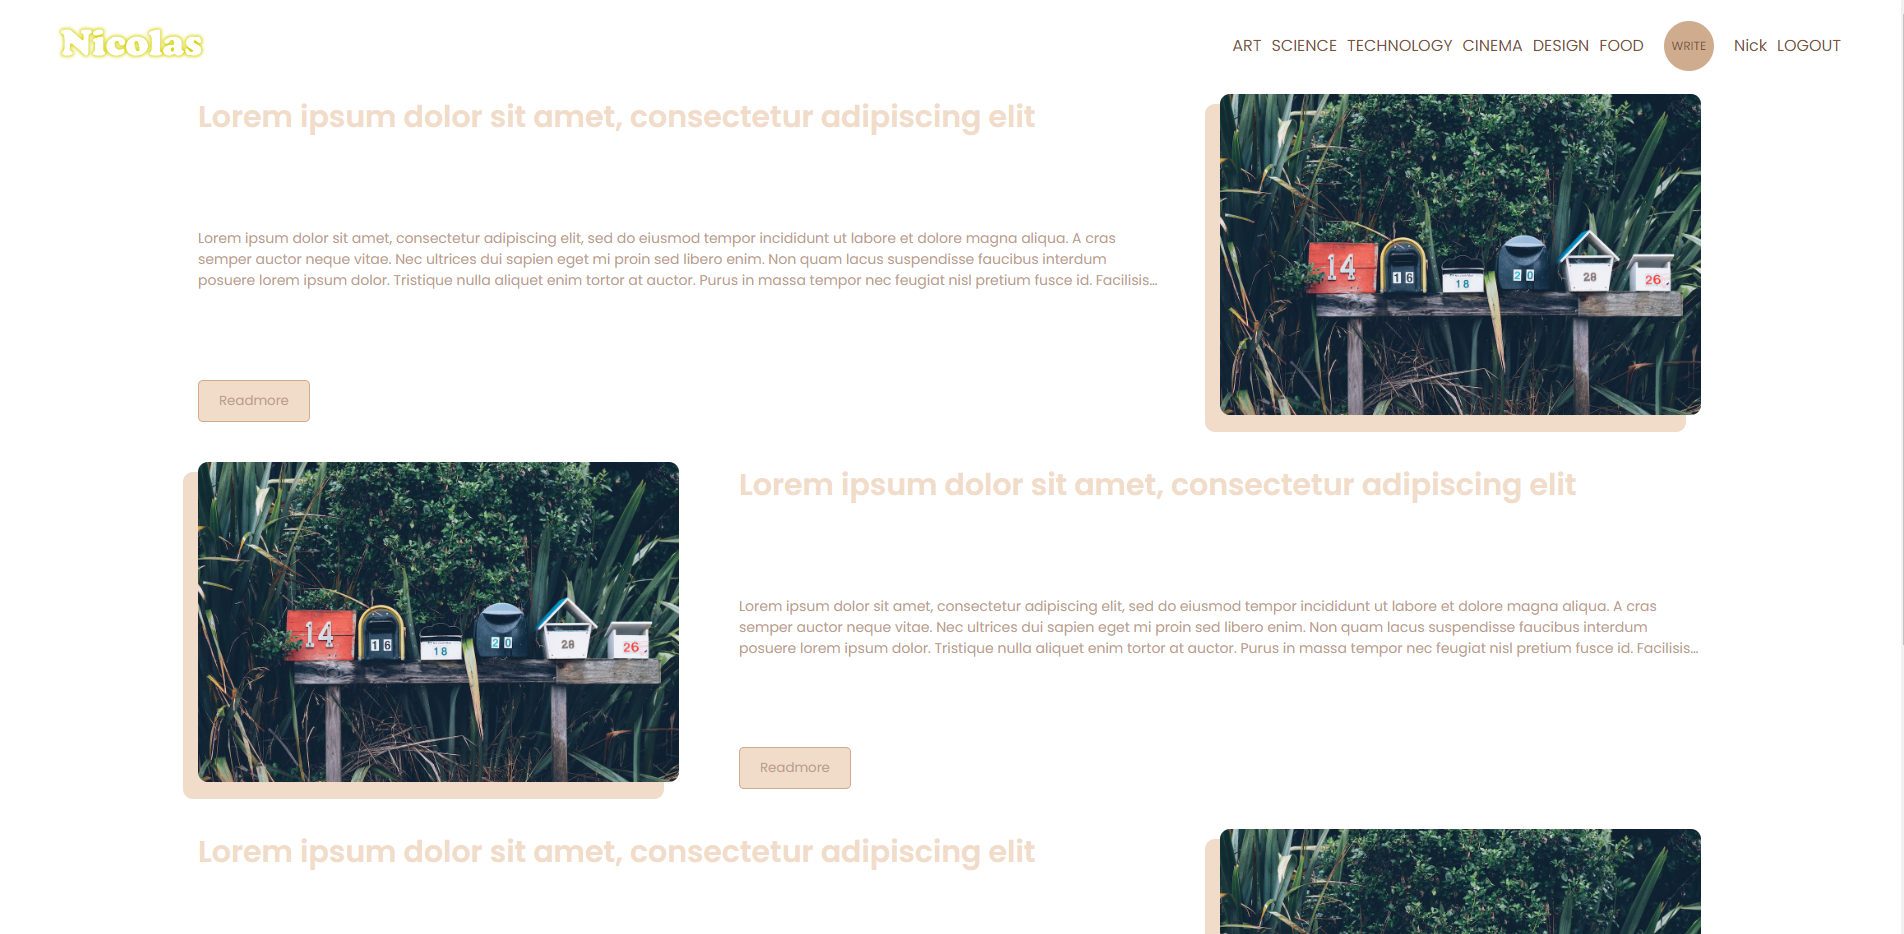 Nicolas
ART SCIENCE TECHNOLOGY CINEMA DESIGN FOOD WRITE Nick LOGOUT
Lorem ipsum dolor sit amet, consectetur adipiscing elit
Lorem ipsum dolor sit amet, consectetur adipiscing elit, sed do eiusmod tempor incididunt ut labore et dolore magna aliqua. A cras
semper auctor neque vitae. Nec ultrices dui sapien eget mi proin sed libero enim. Non quam lacus suspendisse faucibus interdum
posuere lorem ipsum dolor. Tristique nulla aliquet enim tortor at auctor. Purus in massa tempor nec feugiat nisl pretium fusce id. Facilisis...
Readmore
14 16 18 20 28 26
14 16 18 20 28 26
Lorem ipsum dolor sit amet, consectetur adipiscing elit
Lorem ipsum dolor sit amet, consectetur adipiscing elit, sed do eiusmod tempor incididunt ut labore et dolore magna aliqua. A cras
semper auctor neque vitae. Nec ultrices dui sapien eget mi proin sed libero enim. Non quam lacus suspendisse faucibus interdum
posuere lorem ipsum dolor. Tristique nulla aliquet enim tortor at auctor. Purus in massa tempor nec feugiat nisl pretium fusce id. Facilisis...
Readmore
Lorem ipsum dolor sit amet, consectetur adipiscing elit